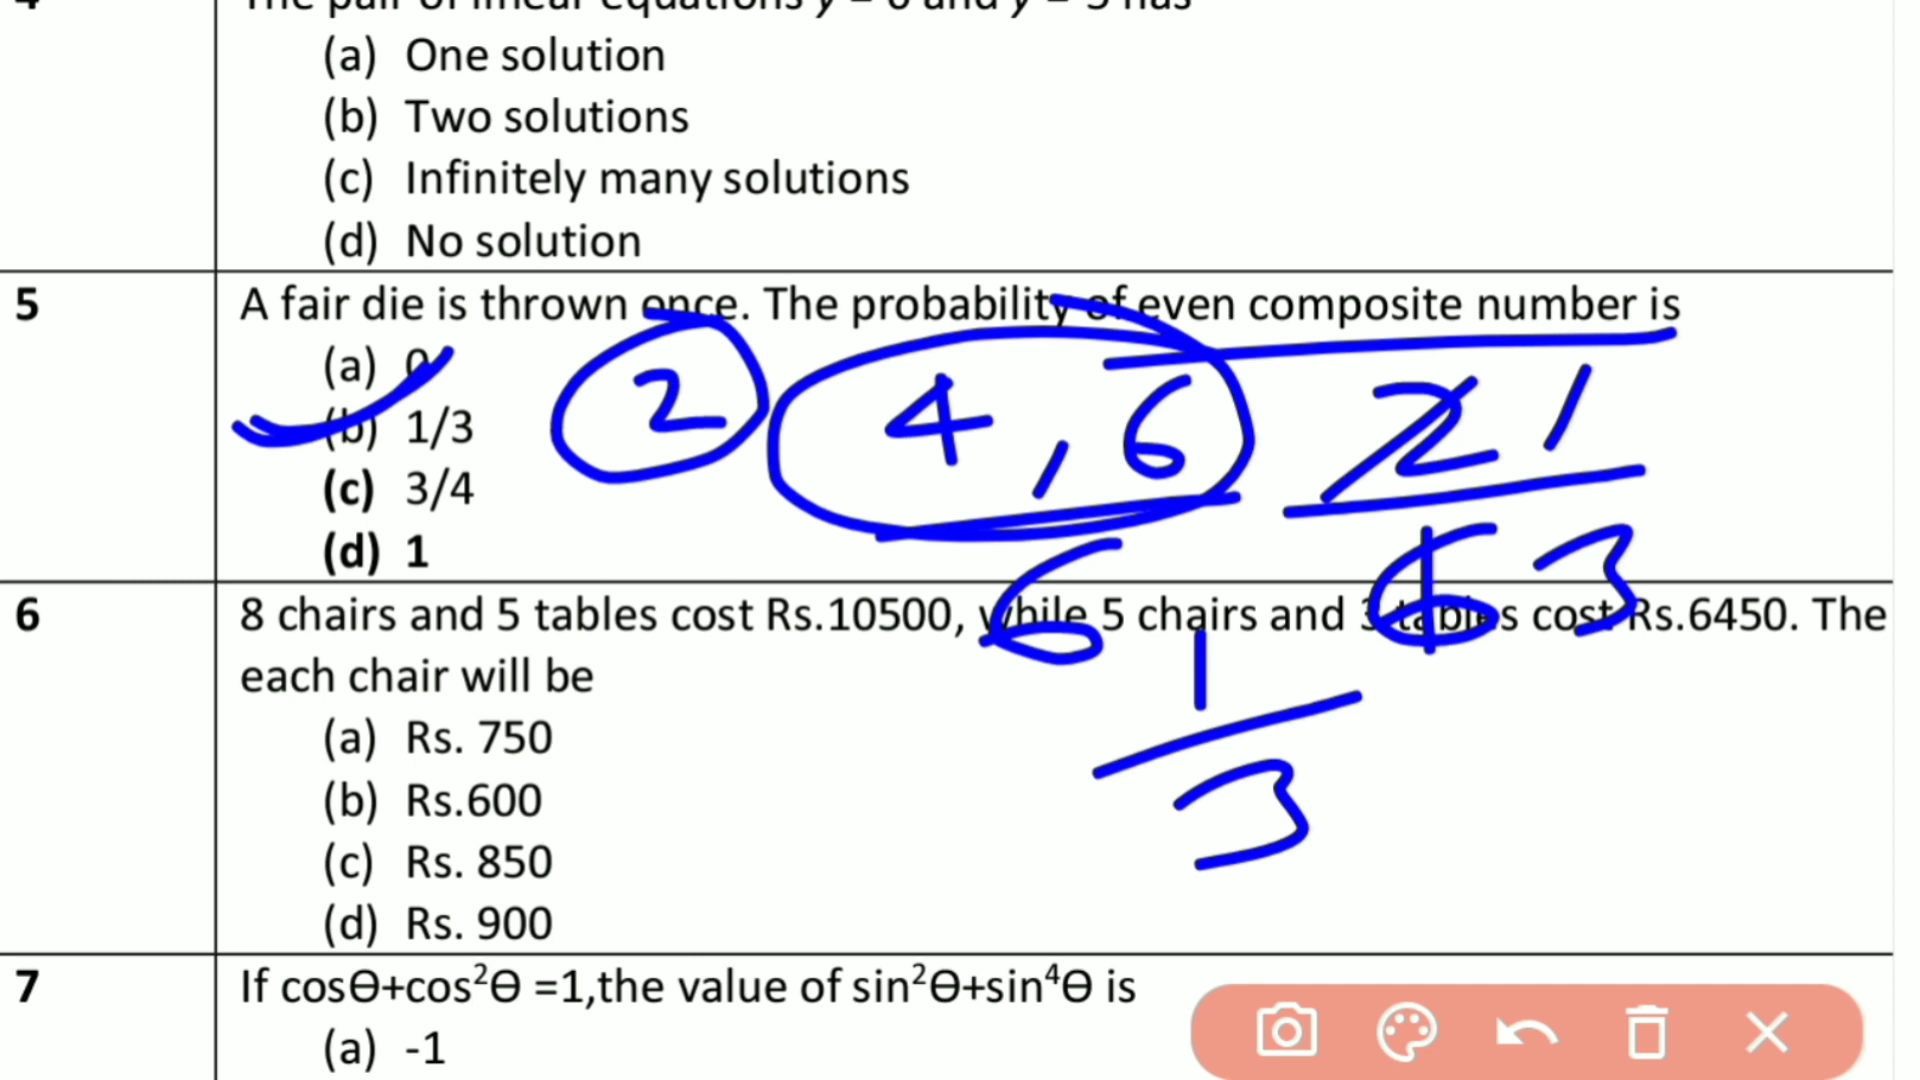 (a) One solution
(b) Two solutions
(c) Infinitely many solutions
(d) No solution
5 A fair die is thrown once. The probability of even composite number is
(a) 0
(b) 1/3
(c) 3/4
(d) 1
2 4, 6 2 1
6 6 3
1
3
6 8 chairs and 5 tables cost Rs.10500, while 5 chairs and 3 tables cost Rs.6450. The
each chair will be
(a) Rs. 750
(b) Rs.600
(c) Rs. 850
(d) Rs. 900
7 If cosӨ+cos²Ө =1,the value of sin²Ө+sin⁴Ө is
(a) -1